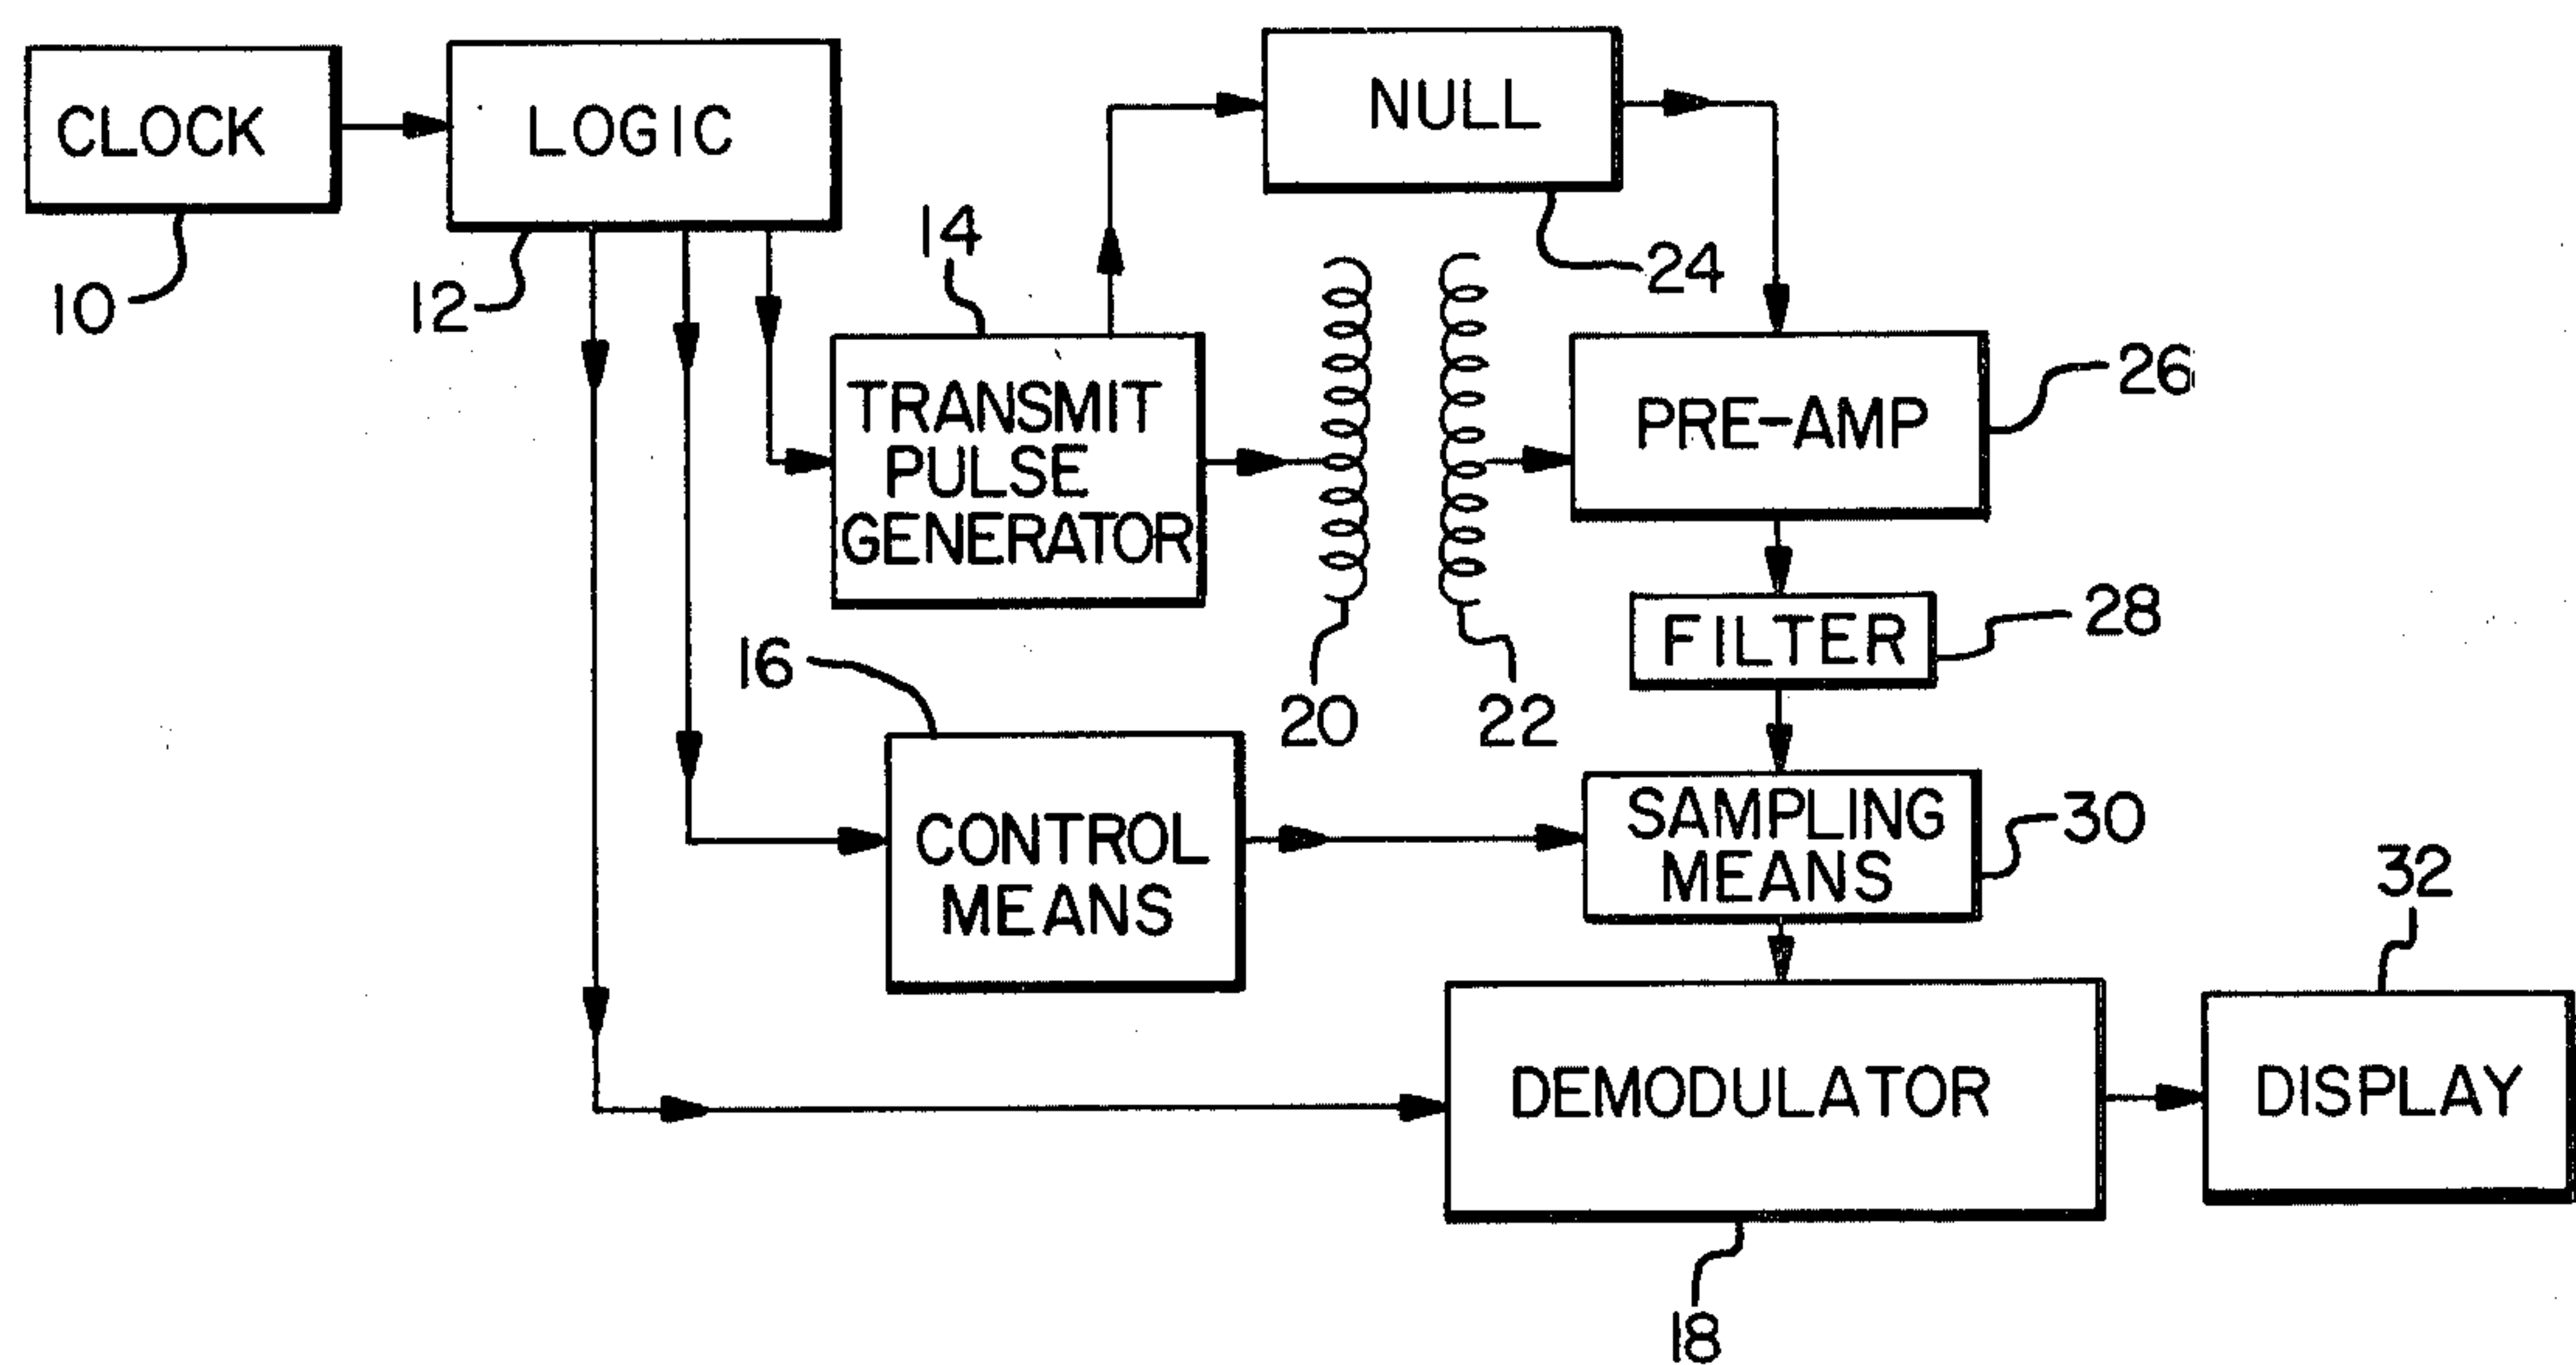 CLOCK
LOGIC
NULL
10
12
14
24
TRANSMIT
PULSE
GENERATOR
PRE-AMP
26
FILTER
28
16
20
22
CONTROL
MEANS
SAMPLING
MEANS
30
32
DEMODULATOR
DISPLAY
18